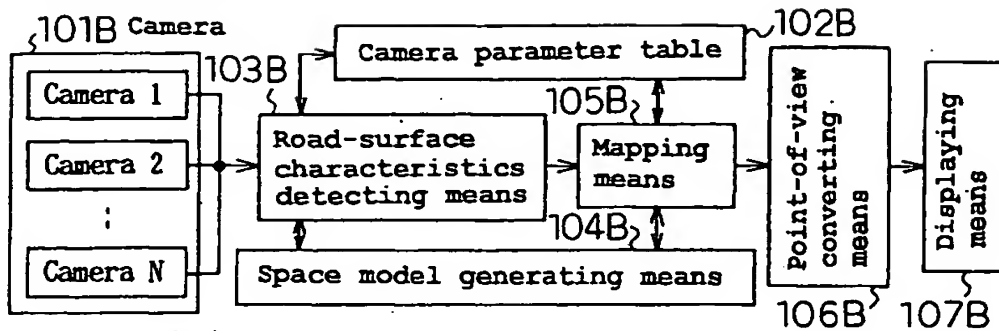 101B Camera
Camera 1
Camera 2
Camera N
103B
Road-surface
characteristics
detecting means
Camera parameter table
102B
105B
Mapping
means
104B
Space model generating means
Point-of-view
converting.
means
106B
Displaying
means
107B